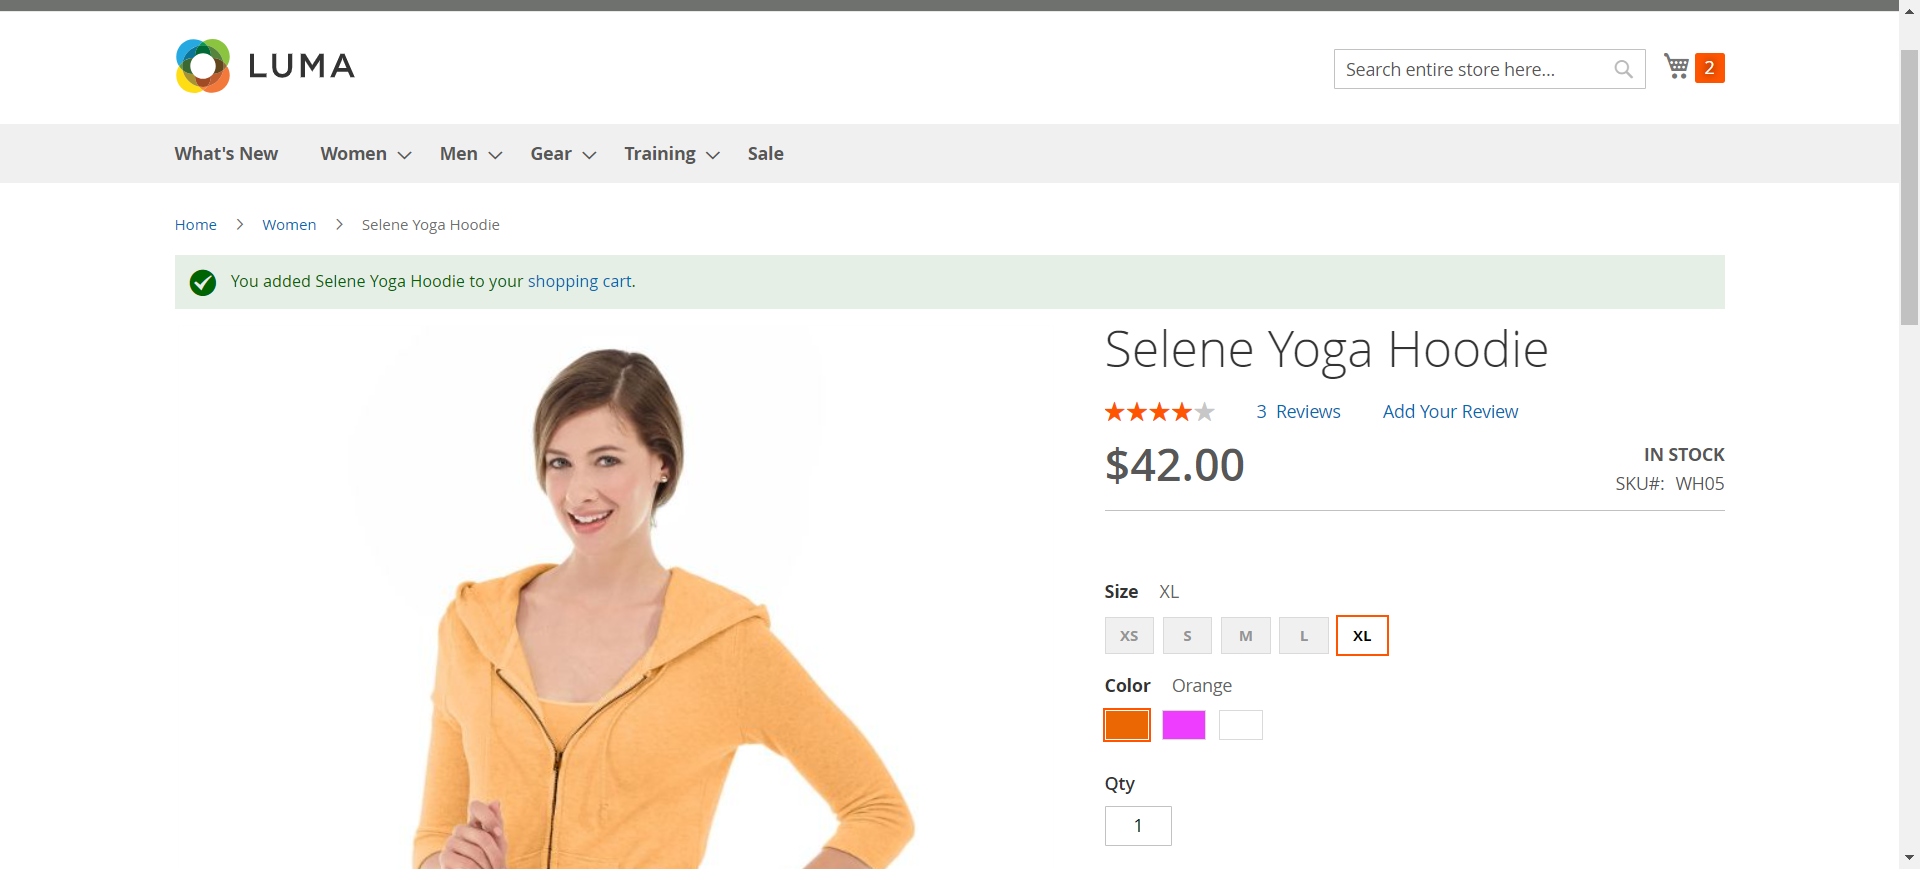 LUMA
Search entire store here...
2
What's New Women Men Gear Training Sale
Home > Women > Selene Yoga Hoodie
You added Selene Yoga Hoodie to your shopping cart.
Selene Yoga Hoodie
3 Reviews Add Your Review
$42.00
IN STOCK
SKU#: WH05
Size XL
XS S M L XL
Color Orange
Qty
1